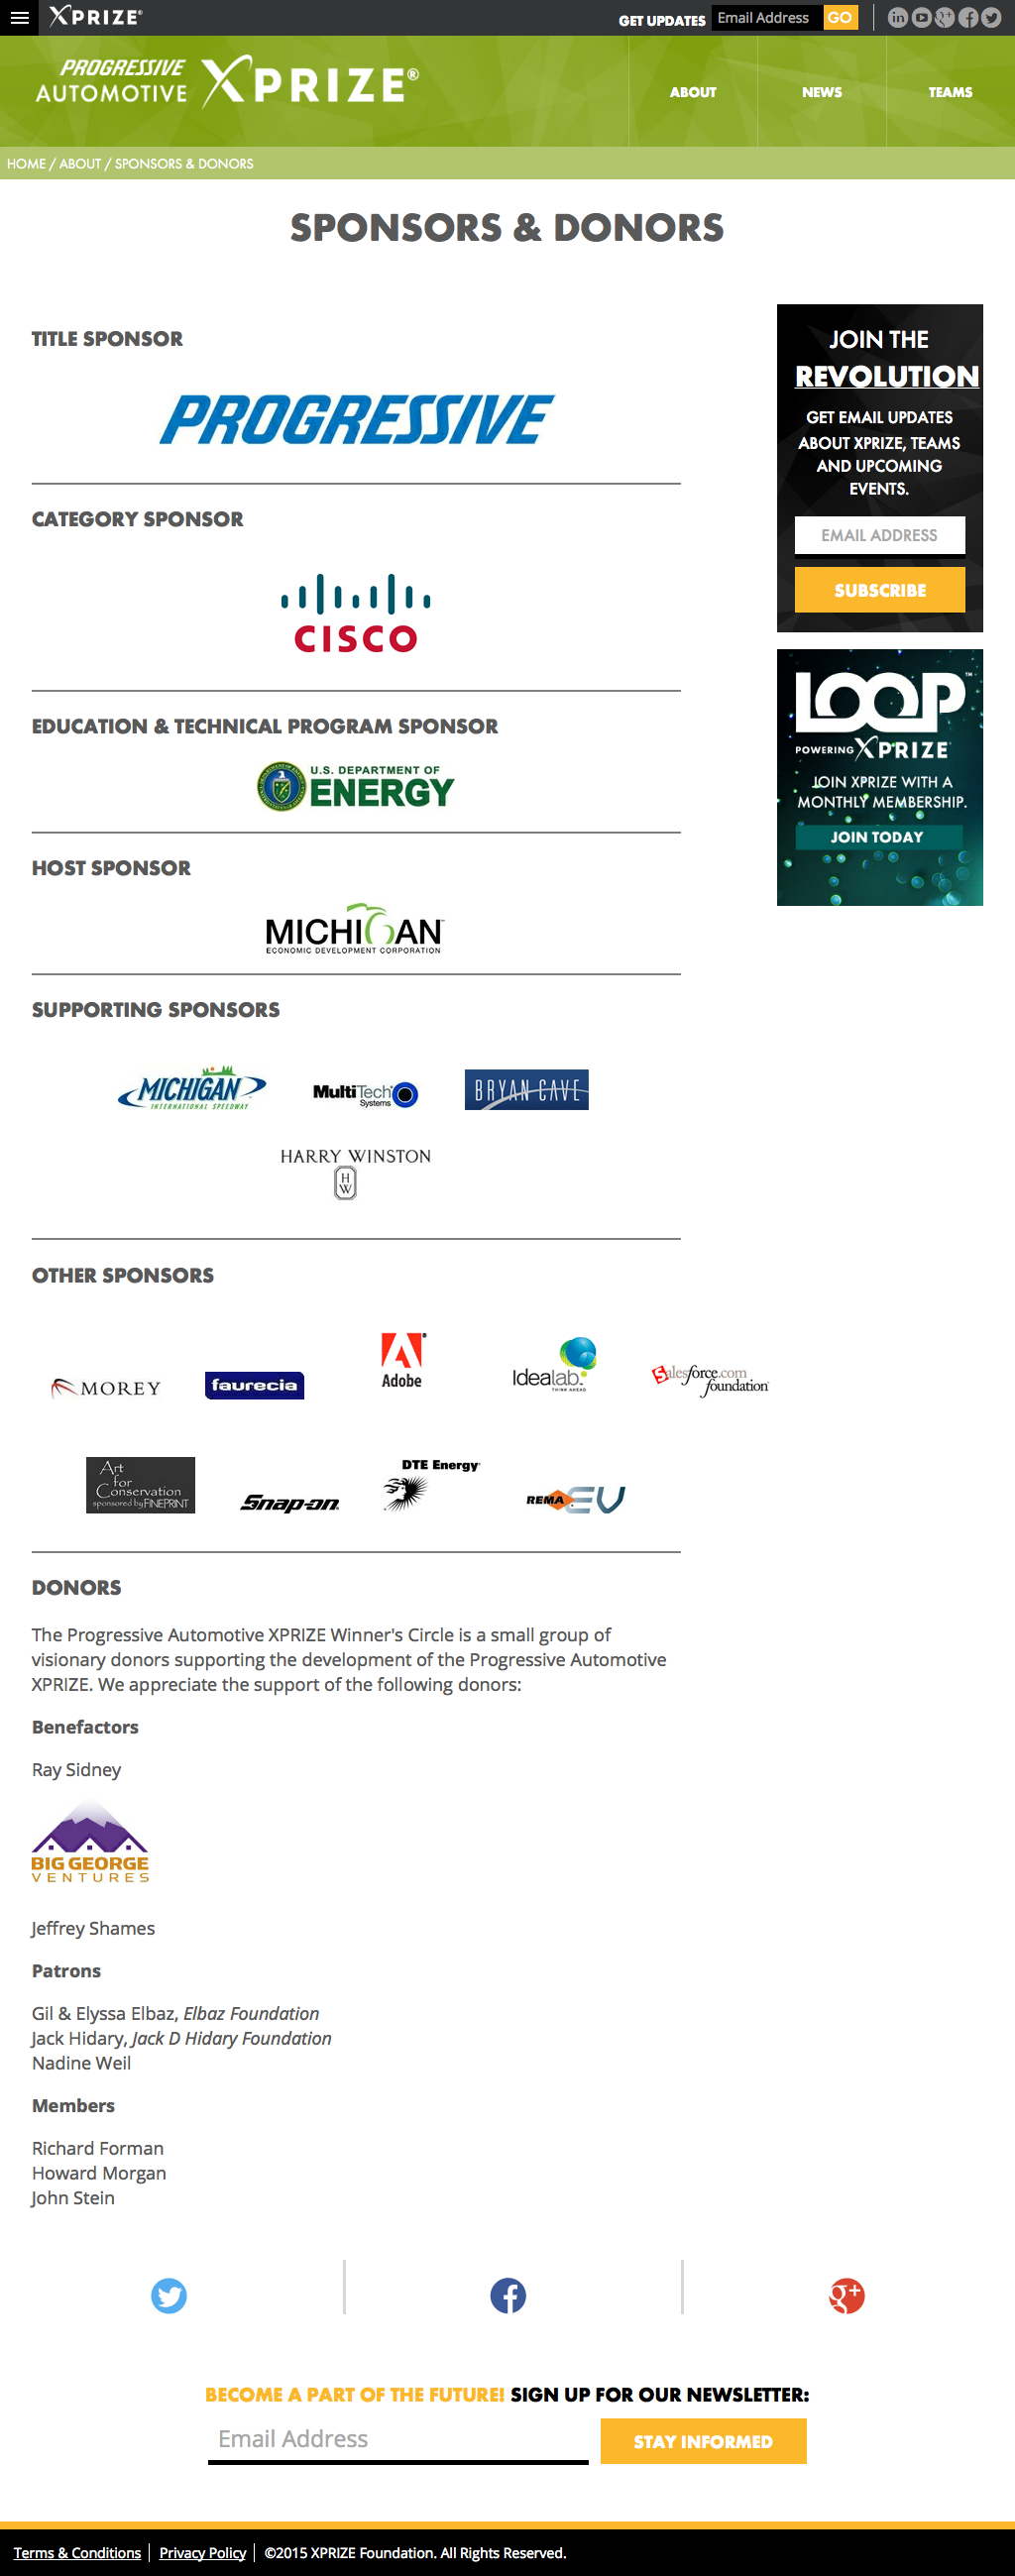 XPRIZE®
GET UPDATES Email Address GO
PROGRESSIVE
AUTOMOTIVE XPRIZE®
ABOUT NEWS TEAMS
HOME / ABOUT / SPONSORS & DONORS
SPONSORS & DONORS
TITLE SPONSOR
PROGRESSIVE
CATEGORY SPONSOR
CISCO
EDUCATION & TECHNICAL PROGRAM SPONSOR
U.S. DEPARTMENT OF
ENERGY
HOST SPONSOR
MICHIGAN
ECONOMIC DEVELOPMENT CORPORATION
SUPPORTING SPONSORS
MICHIGAN
INTERNATIONAL SPEEDWAY
MultiTech
Systems
BRYAN CAVE
HARRY WINSTON
H
W
OTHER SPONSORS
MOREY
faurecia
Adobe
Idealab
THINK AHEAD
salesforce.com
foundation
Art
for
Conservation
sponsored by FINEPRINT
Snap-on
DTE Energy
REMA EV
DONORS
The Progressive Automotive XPRIZE Winner's Circle is a small group of
visionary donors supporting the development of the Progressive Automotive
XPRIZE. We appreciate the support of the following donors:
Benefactors
Ray Sidney
BIG GEORGE
VENTURES
Jeffrey Shames
Patrons
Gil & Elyssa Elbaz, Elbaz Foundation
Jack Hidary, Jack D Hidary Foundation
Nadine Weil
Members
Richard Forman
Howard Morgan
John Stein
JOIN THE
REVOLUTION
GET EMAIL UPDATES
ABOUT XPRIZE, TEAMS
AND UPCOMING
EVENTS.
EMAIL ADDRESS
SUBSCRIBE
LOOP™
POWERING XPRIZE
JOIN XPRIZE WITH A
MONTHLY MEMBERSHIP.
JOIN TODAY
BECOME A PART OF THE FUTURE! SIGN UP FOR OUR NEWSLETTER:
Email Address STAY INFORMED
Terms & Conditions | Privacy Policy | ©2015 XPRIZE Foundation. All Rights Reserved.